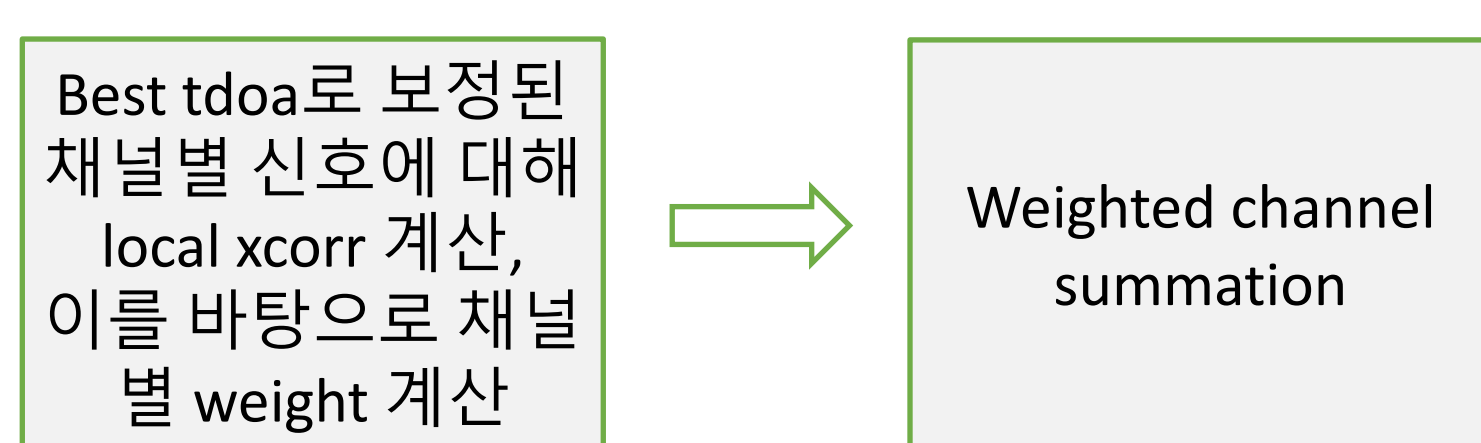 Best tdoa로 보정된
채널별 신호에 대해
local xcorr 계산,
이를 바탕으로 채널
별 weight 계산
Weighted channel
summation